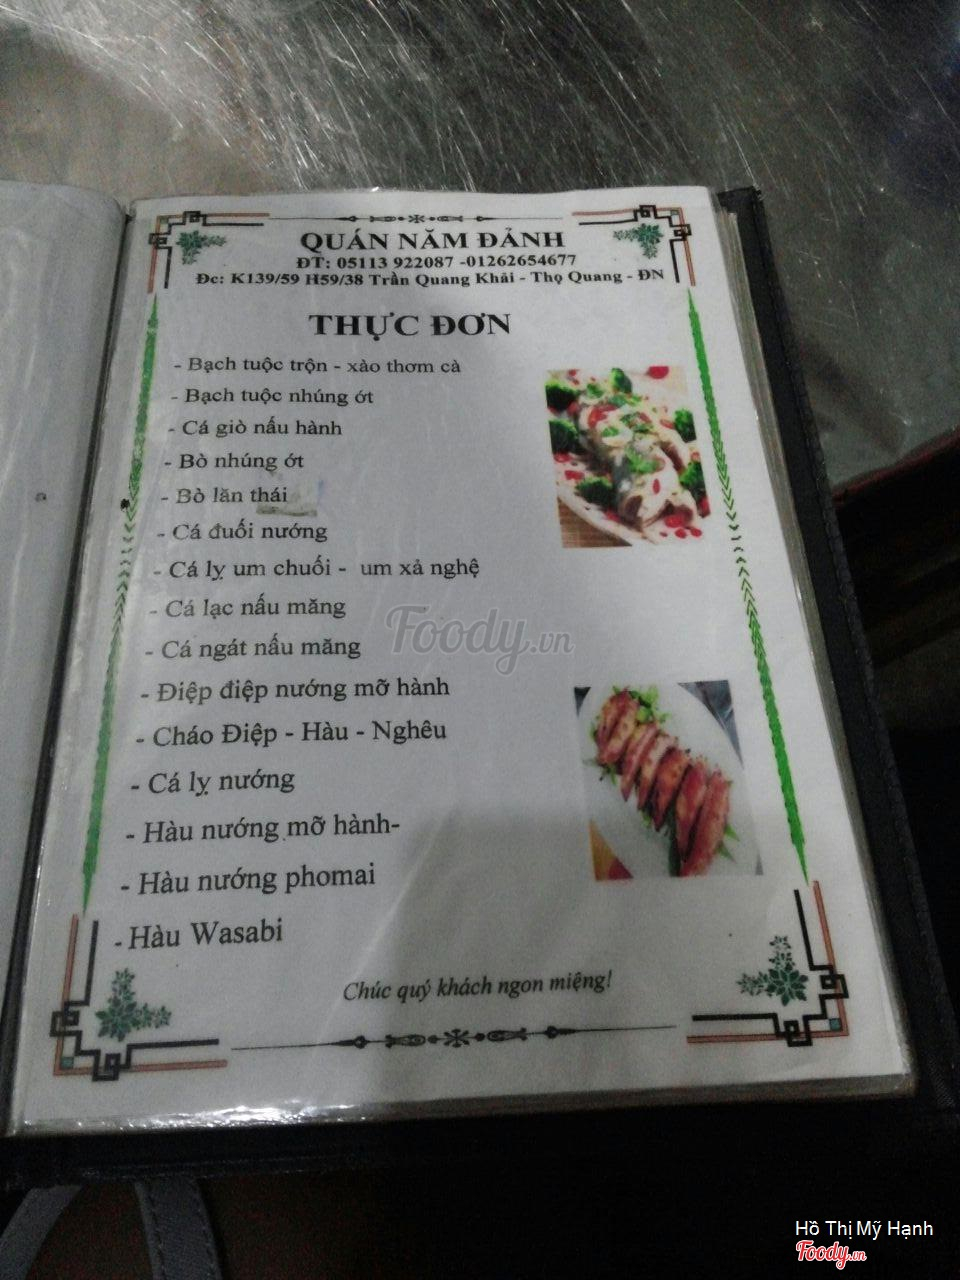 QUÁN NĂM ĐẢNH
ĐT: 05113 922087 -01262654677
Đc: K139/59 H59/38 Trần Quang Khải - Thọ Quang - ĐN
THỰC ĐƠN
- Bạch tuộc trộn - xào thơm cà
- Bạch tuộc nhúng ớt
- Cá giò nấu hành
- Bò nhúng ớt
- Bò lăn thái
- Cá đuối nướng
- Cá lỵ um chuối - um xả nghệ
- Cá lạc nấu măng
- Cá ngát nấu măng
- Điệp điệp nướng mỡ hành
- Cháo Điệp - Hàu - Nghêu
- Cá lỵ nướng
- Hàu nướng mỡ hành-
- Hàu nướng phomai
- Hàu Wasabi
Chúc quý khách ngon miệng!
Foody.vn
Hồ Thị Mỹ Hạnh
Foody.vn